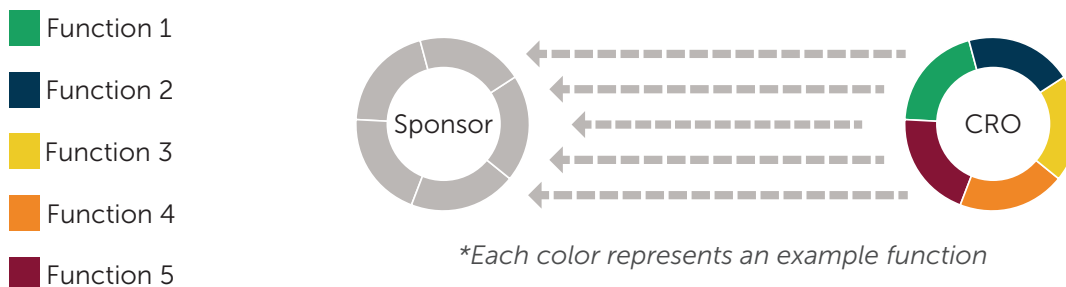 Function 1
Function 2
Function 3
Function 4
Function 5
Sponsor
CRO
*Each color represents an example function